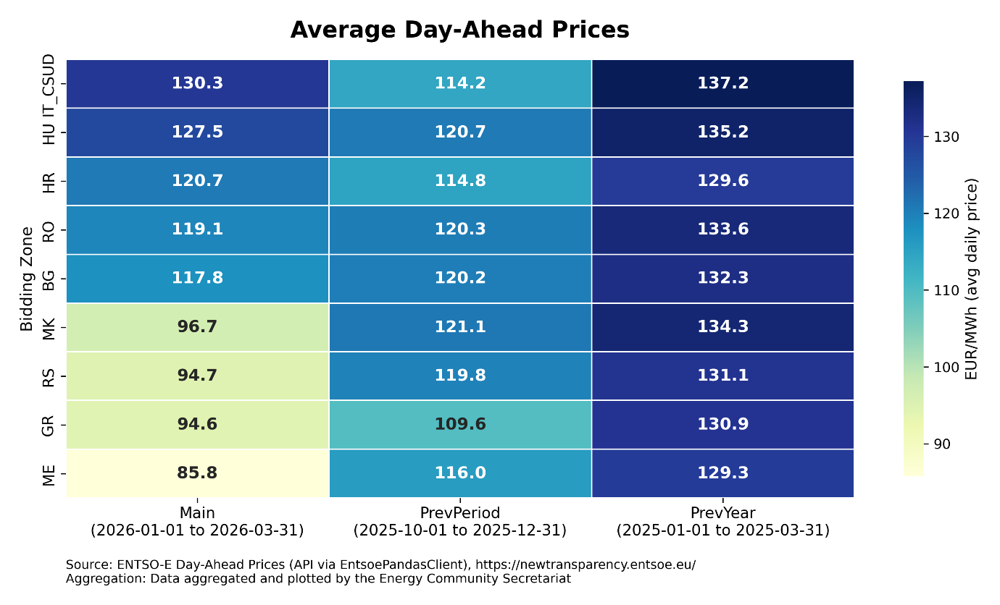 Average Day-Ahead Prices
Bidding Zone
IT_CSUD 130.3 114.2 137.2
HU 127.5 120.7 135.2
HR 120.7 114.8 129.6
RO 119.1 120.3 133.6
BG 117.8 120.2 132.3
MK 96.7 121.1 134.3
RS 94.7 119.8 131.1
GR 94.6 109.6 130.9
ME 85.8 116.0 129.3
Main PrevPeriod PrevYear
(2026-01-01 to 2026-03-31) (2025-10-01 to 2025-12-31) (2025-01-01 to 2025-03-31)
130
120
110
100
90
EUR/MWh (avg daily price)
Source: ENTSO-E Day-Ahead Prices (API via EntsoePandasClient), https://newtransparency.entsoe.eu/
Aggregation: Data aggregated and plotted by the Energy Community Secretariat